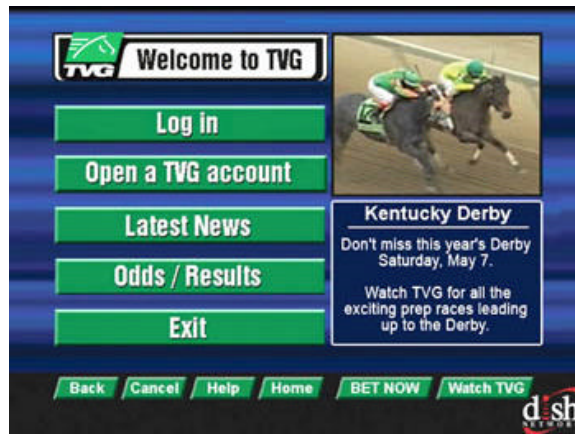 TVG
Welcome to TVG
Log in
Open a TVG account
Latest News
Odds / Results
Exit
Kentucky Derby
Don't miss this year's Derby
Saturday, May 7.
Watch TVG for all the
exciting prep races leading
up to the Derby.
Back Cancel Help Home BET NOW Watch TVG
dish
NETWORK